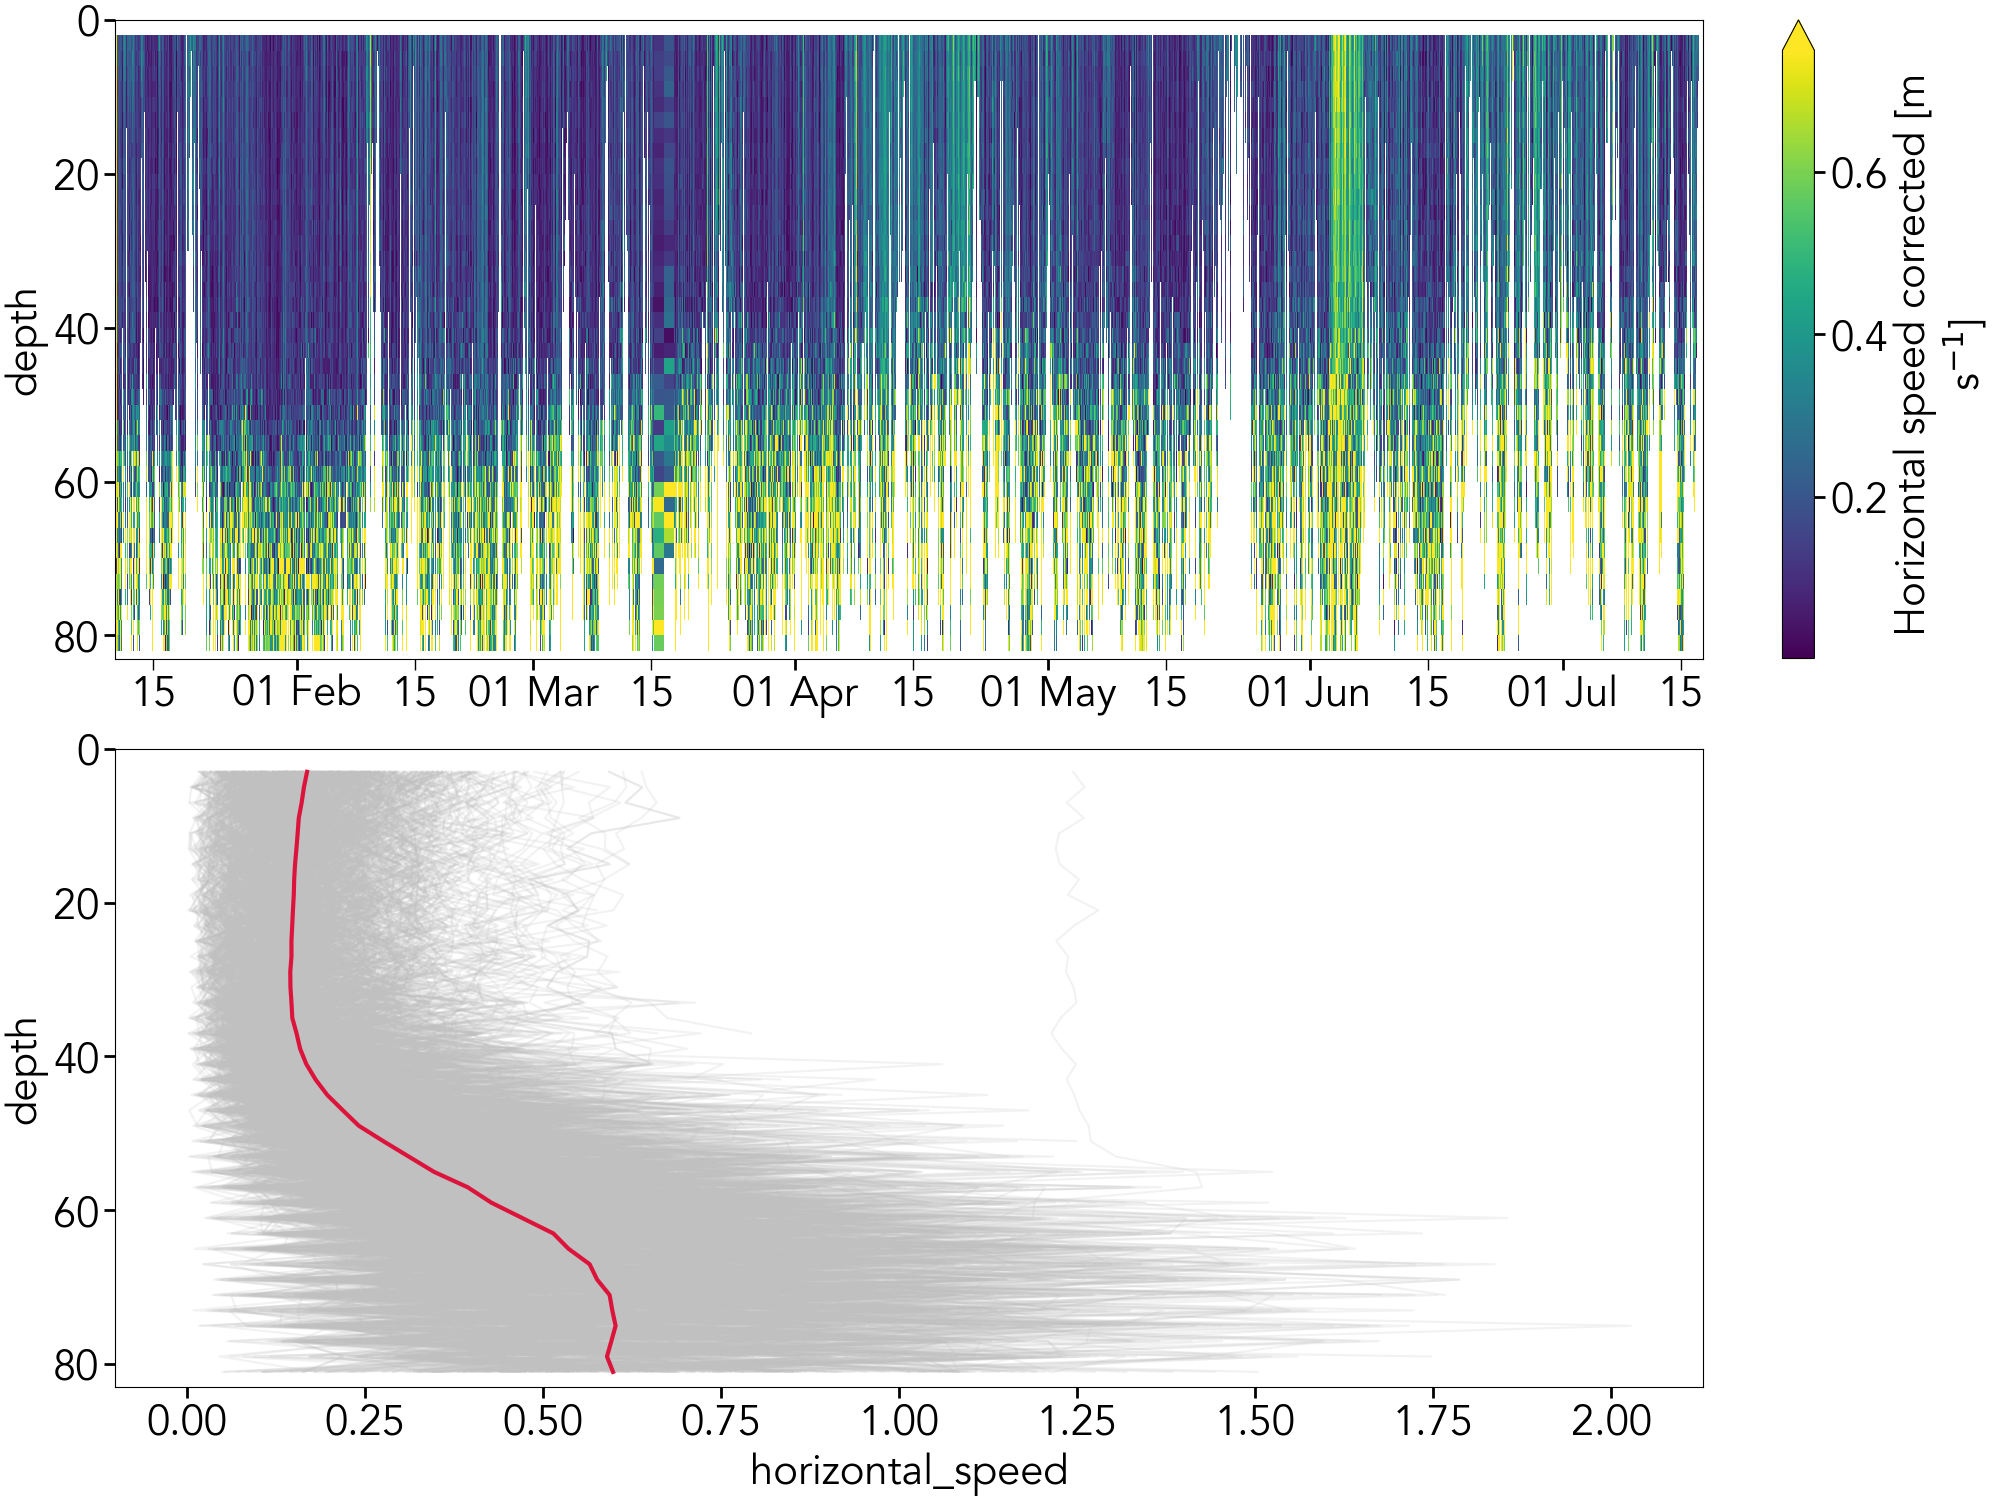 0
20
40
60
80
depth
15
01 Feb
15
01 Mar
15
01 Apr
15
01 May
15
01 Jun
15
01 Jul
15
0.6
0.4
0.2
Horizontal speed corrected [m
s⁻¹]
0
20
40
60
80
depth
0.00
0.25
0.50
0.75
1.00
1.25
1.50
1.75
2.00
horizontal_speed